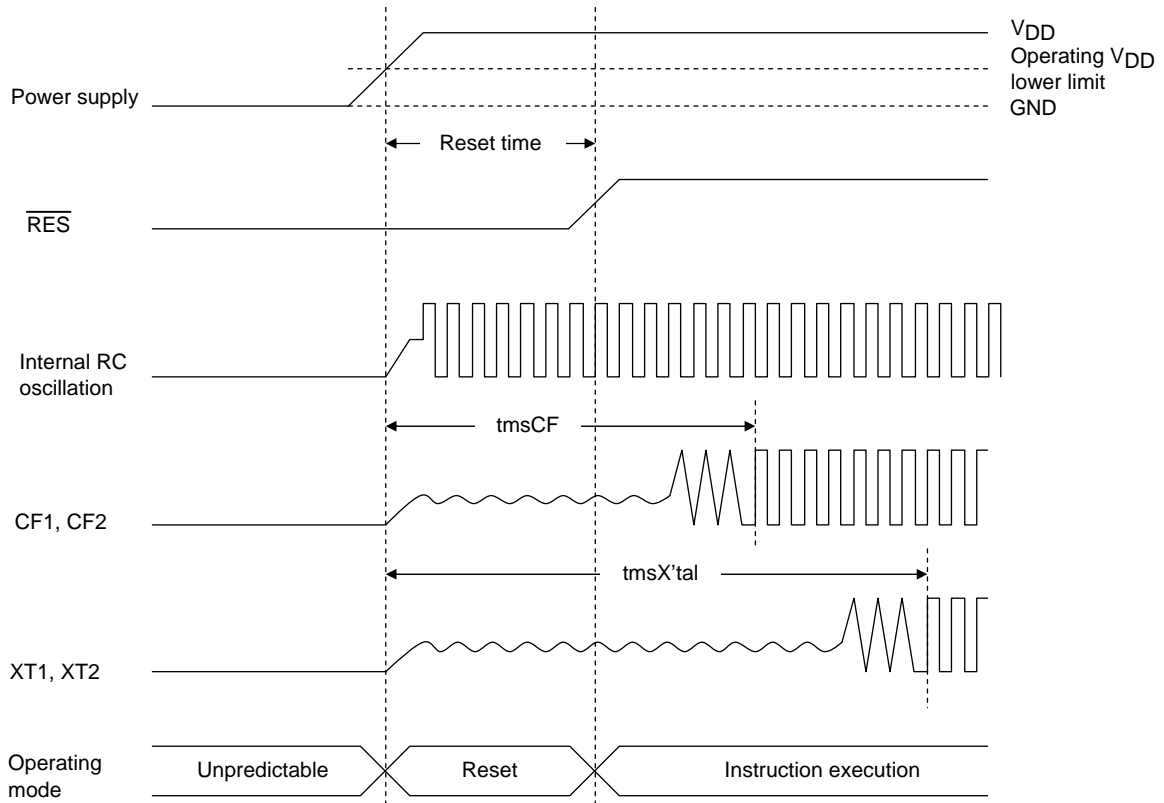 VDD
Operating VDD
lower limit
GND
Power supply
Reset time
RES
Internal RC
oscillation
tmsCF
CF1, CF2
tmsX'tal
XT1, XT2
Operating
mode
Unpredictable
Reset
Instruction execution